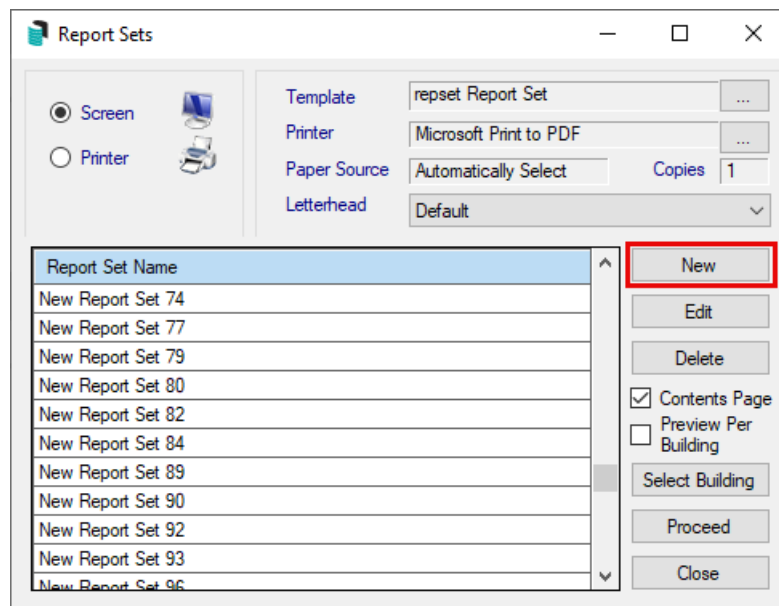 Report Sets
Screen
Printer
Template
repset Report Set
...
Printer
Microsoft Print to PDF
...
Paper Source
Automatically Select
Copies
1
Letterhead
Default
Report Set Name
New Report Set 74
New Report Set 77
New Report Set 79
New Report Set 80
New Report Set 82
New Report Set 84
New Report Set 89
New Report Set 90
New Report Set 92
New Report Set 93
New Report Set 96
New
Edit
Delete
Contents Page
Preview Per
Building
Select Building
Proceed
Close